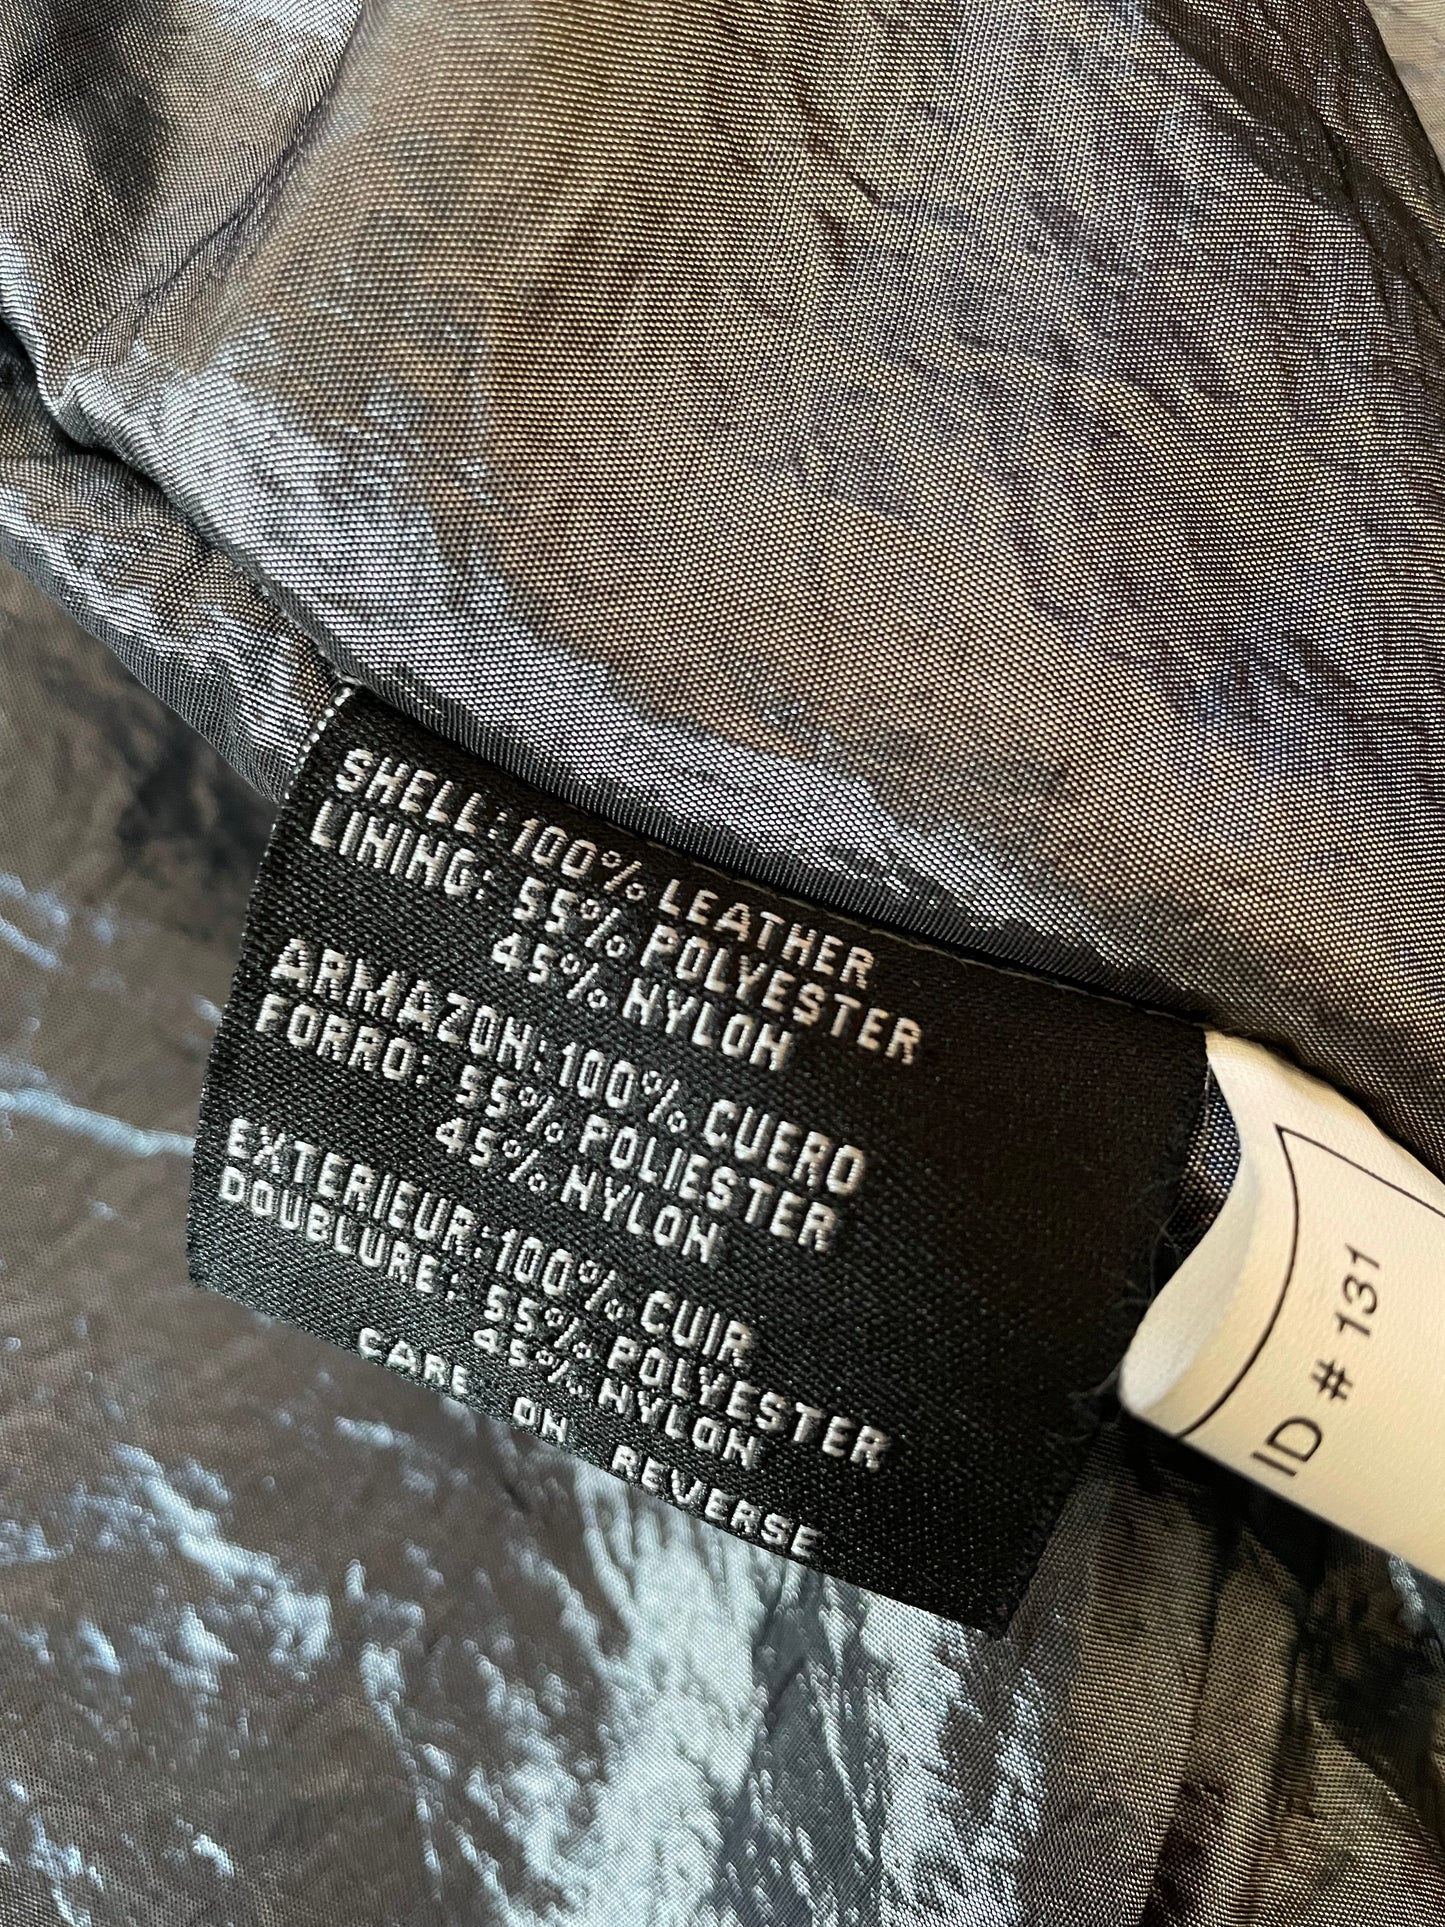 SHELL: 100% LEATHER
LINING: 55% POLYESTER
45% NYLON
ARMAZON: 100% CUERO
FORRO: 55% POLIESTER
45% NYLON
EXTERIEUR: 100% CUIR
DOUBLURE: 55% POLYESTER
45% NYLON
CARE ON REVERSE
ID # 131